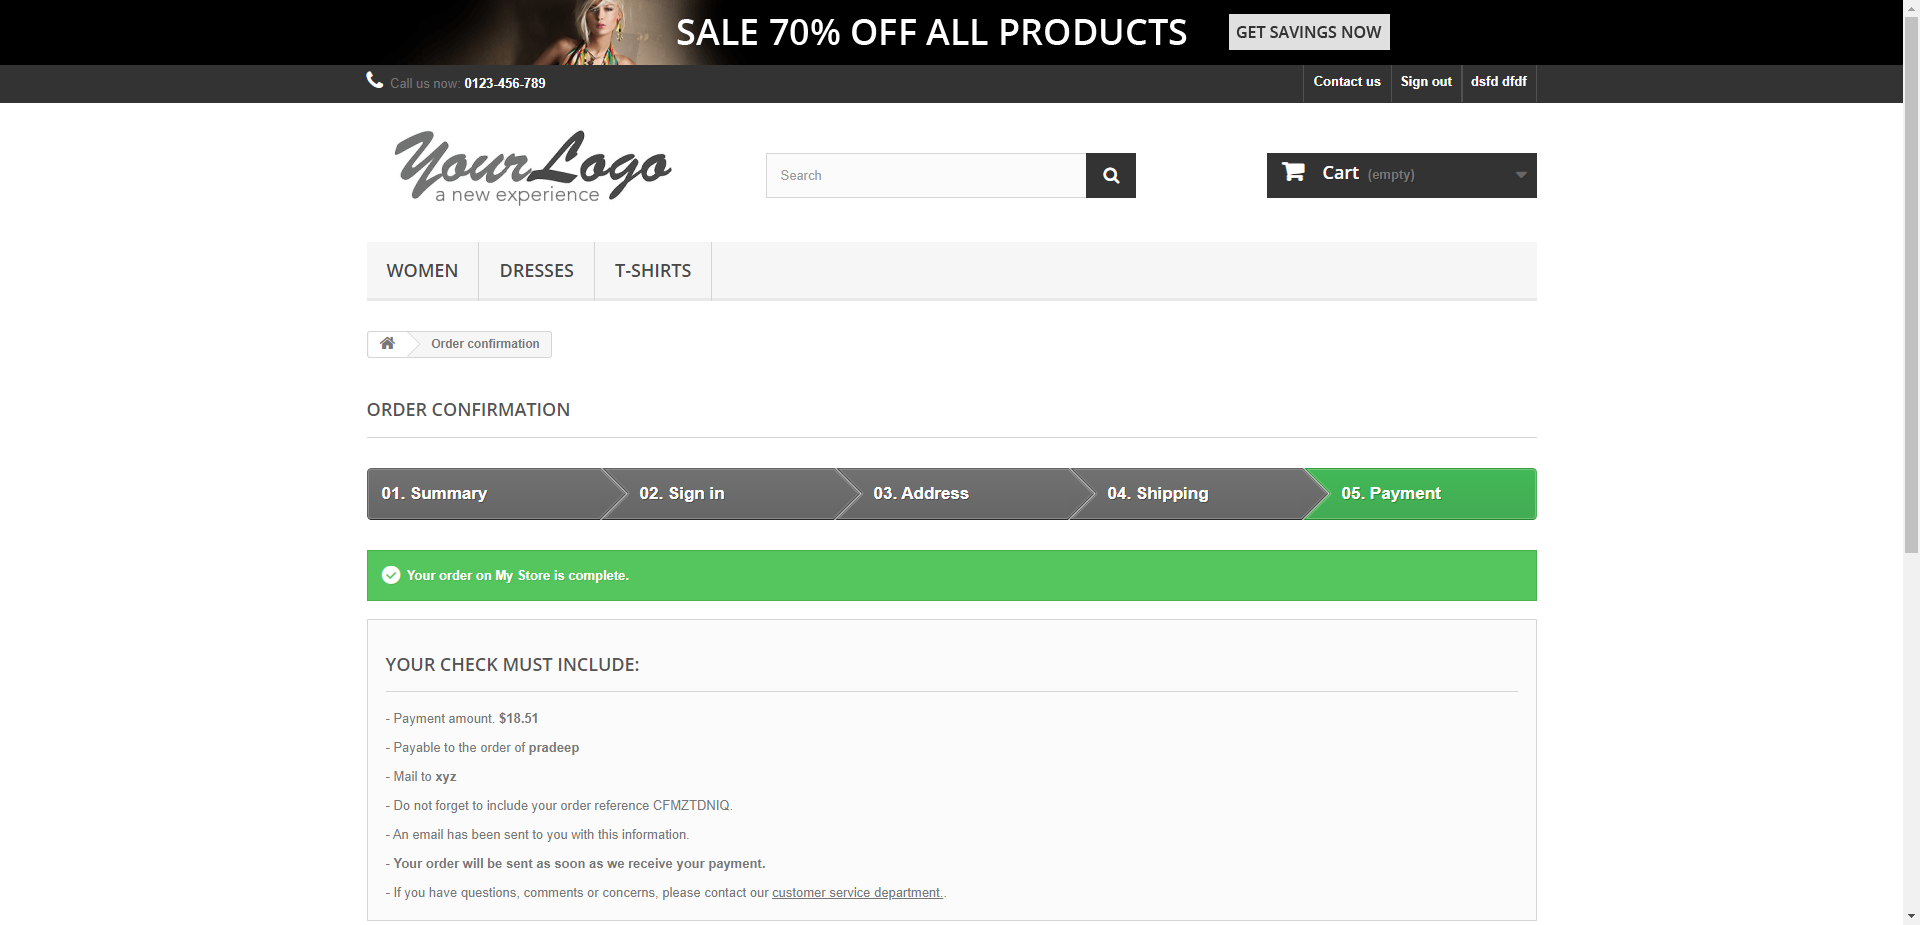 SALE 70% OFF ALL PRODUCTS GET SAVINGS NOW
Call us now: 0123-456-789 Contact us Sign out dsfd dfdf
YourLogo
a new experience
Search
Cart (empty)
WOMEN DRESSES T-SHIRTS
Order confirmation
ORDER CONFIRMATION
01. Summary 02. Sign in 03. Address 04. Shipping 05. Payment
Your order on My Store is complete.
YOUR CHECK MUST INCLUDE:
- Payment amount. $18.51
- Payable to the order of pradeep
- Mail to xyz
- Do not forget to include your order reference CFMZTDNIQ.
- An email has been sent to you with this information.
- Your order will be sent as soon as we receive your payment.
- If you have questions, comments or concerns, please contact our customer service department..